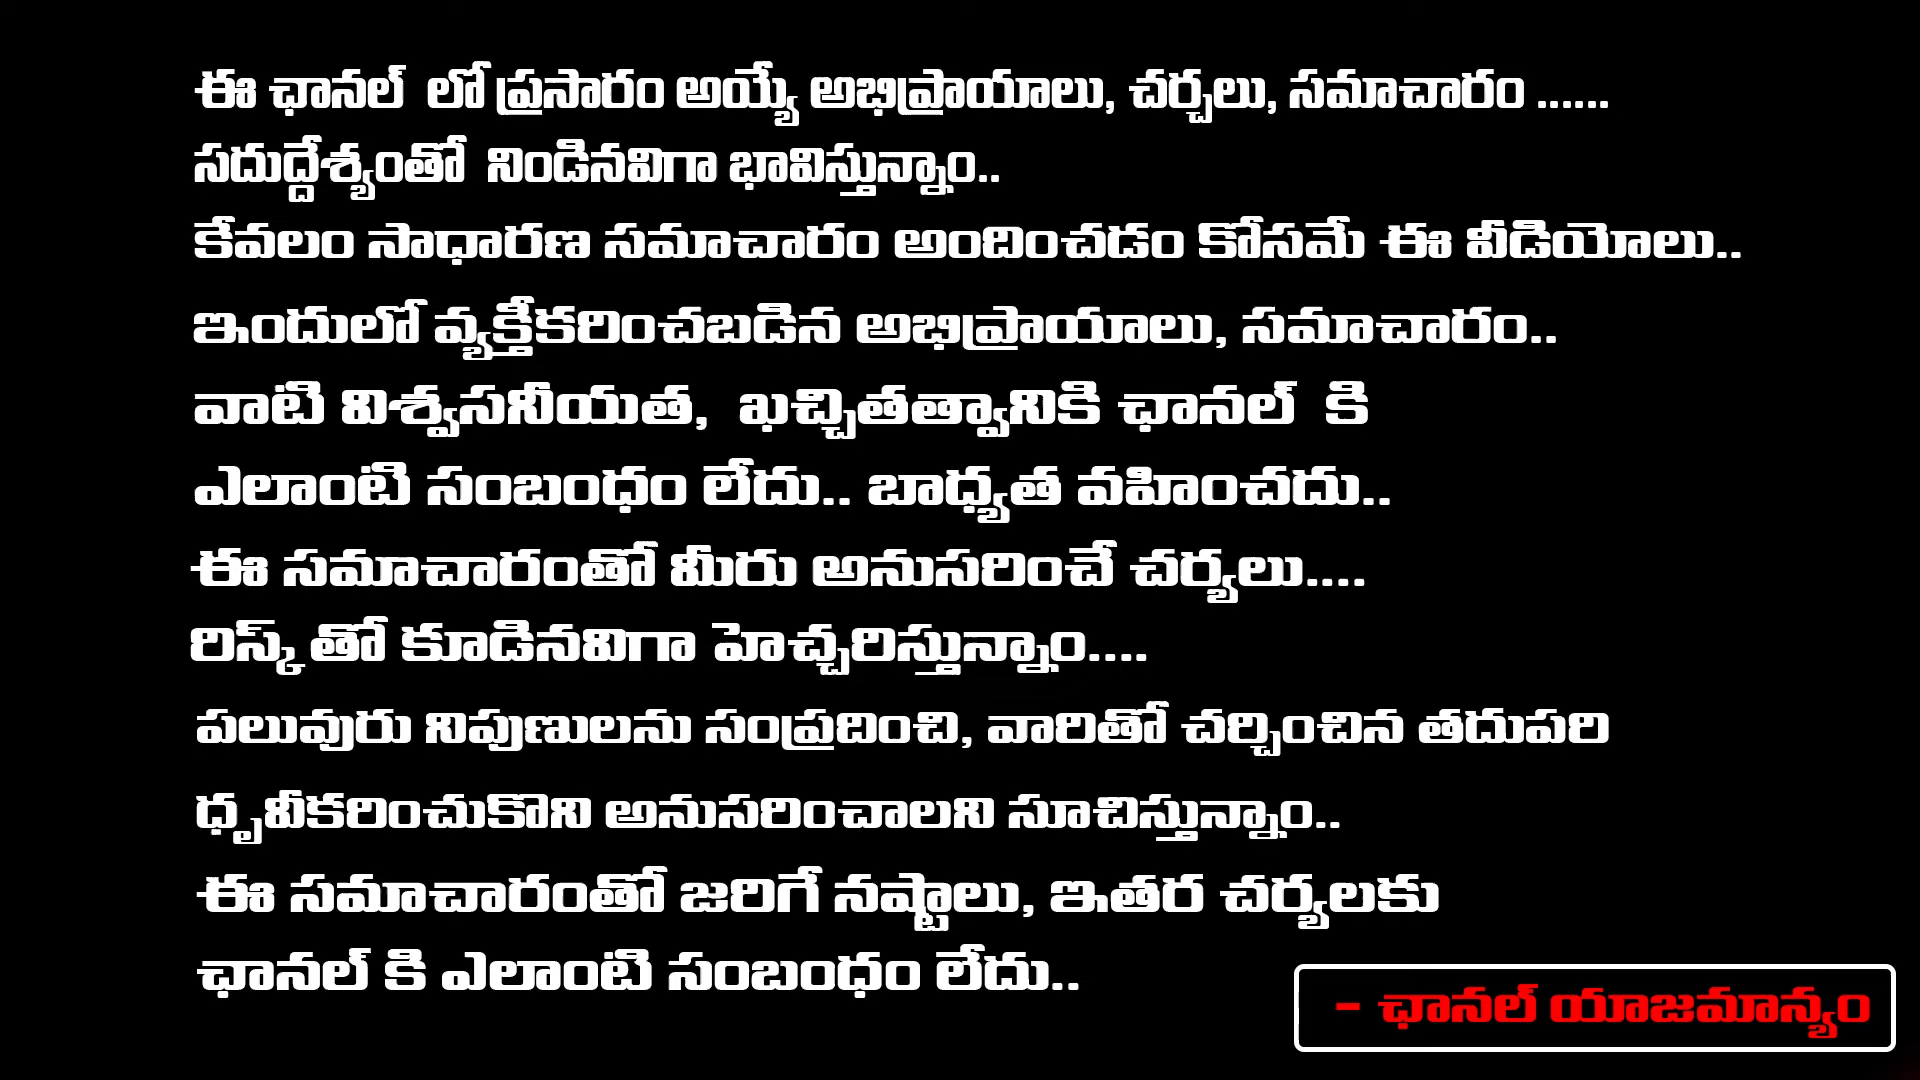 ఈ ఛానల్ లో ప్రసారం అయ్యే అభిప్రాయాలు, చర్చలు, సమాచారం ......
సదుద్దేశ్యంతో నిండినవిగా భావిస్తున్నాం..
కేవలం సాధారణ సమాచారం అందించడం కోసమే ఈ వీడియోలు..
ఇందులో వ్యక్తీకరించబడిన అభిప్రాయాలు, సమాచారం..
వాటి విశ్వసనీయత, ఖచ్చితత్వానికి ఛానల్ కి
ఎలాంటి సంబంధం లేదు.. బాధ్యత వహించదు..
ఈ సమాచారంతో మీరు అనుసరించే చర్యలు....
రిస్క్ తో కూడినవిగా హెచ్చరిస్తున్నాం....
పలువురు నిపుణులను సంప్రదించి, వారితో చర్చించిన తదుపరి
ధృవీకరించుకొని అనుసరించాలని సూచిస్తున్నాం..
ఈ సమాచారంతో జరిగే నష్టాలు, ఇతర చర్యలకు
ఛానల్ కి ఎలాంటి సంబంధం లేదు..
- ఛానల్ యాజమాన్యం